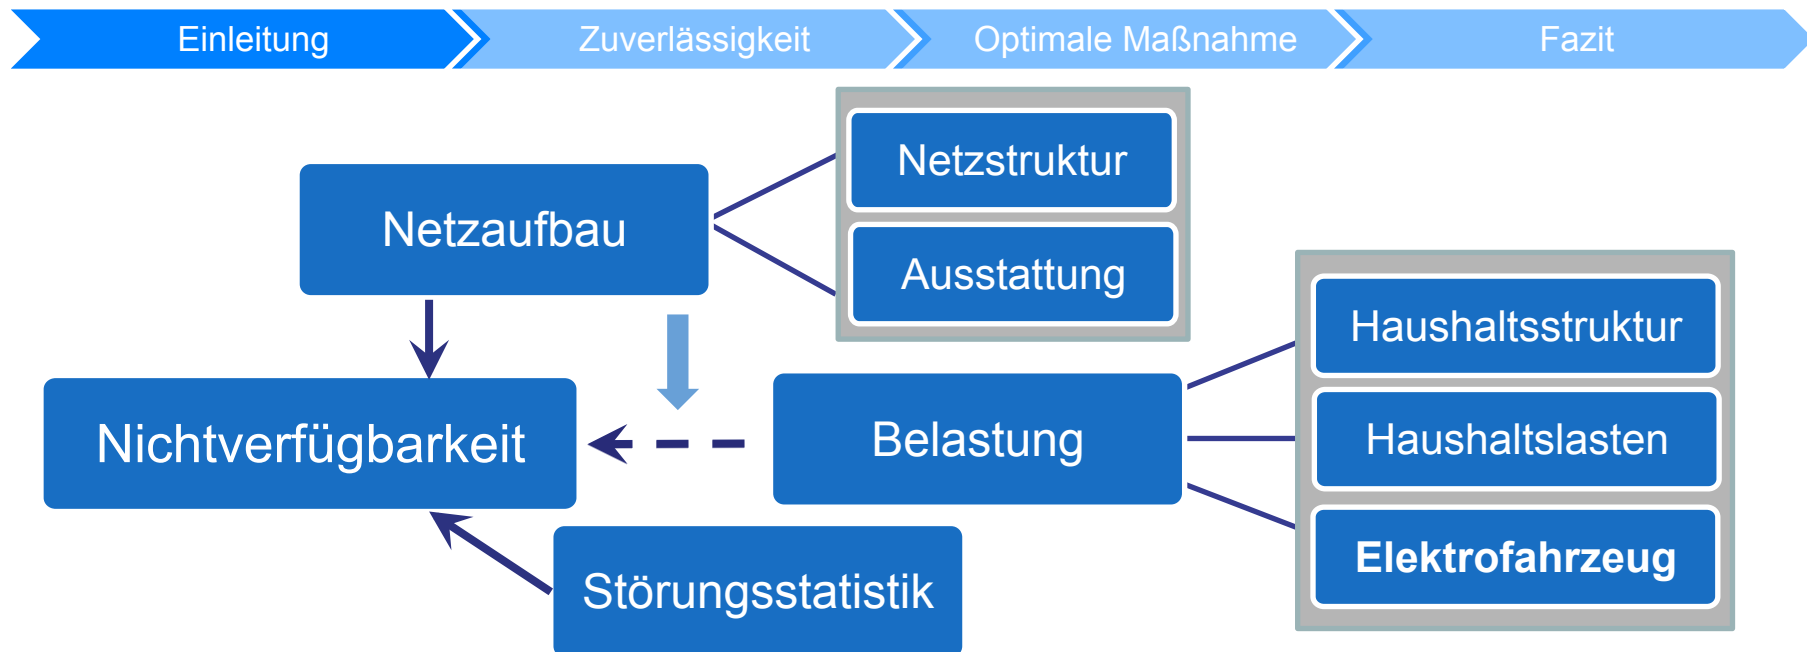 Einleitung
Zuverlässigkeit
Optimale Maßnahme
Fazit
Netzstruktur
Netzaufbau
Ausstattung
Haushaltsstruktur
Nichtverfügbarkeit
Belastung
Haushaltslasten
Elektrofahrzeug
Störungsstatistik